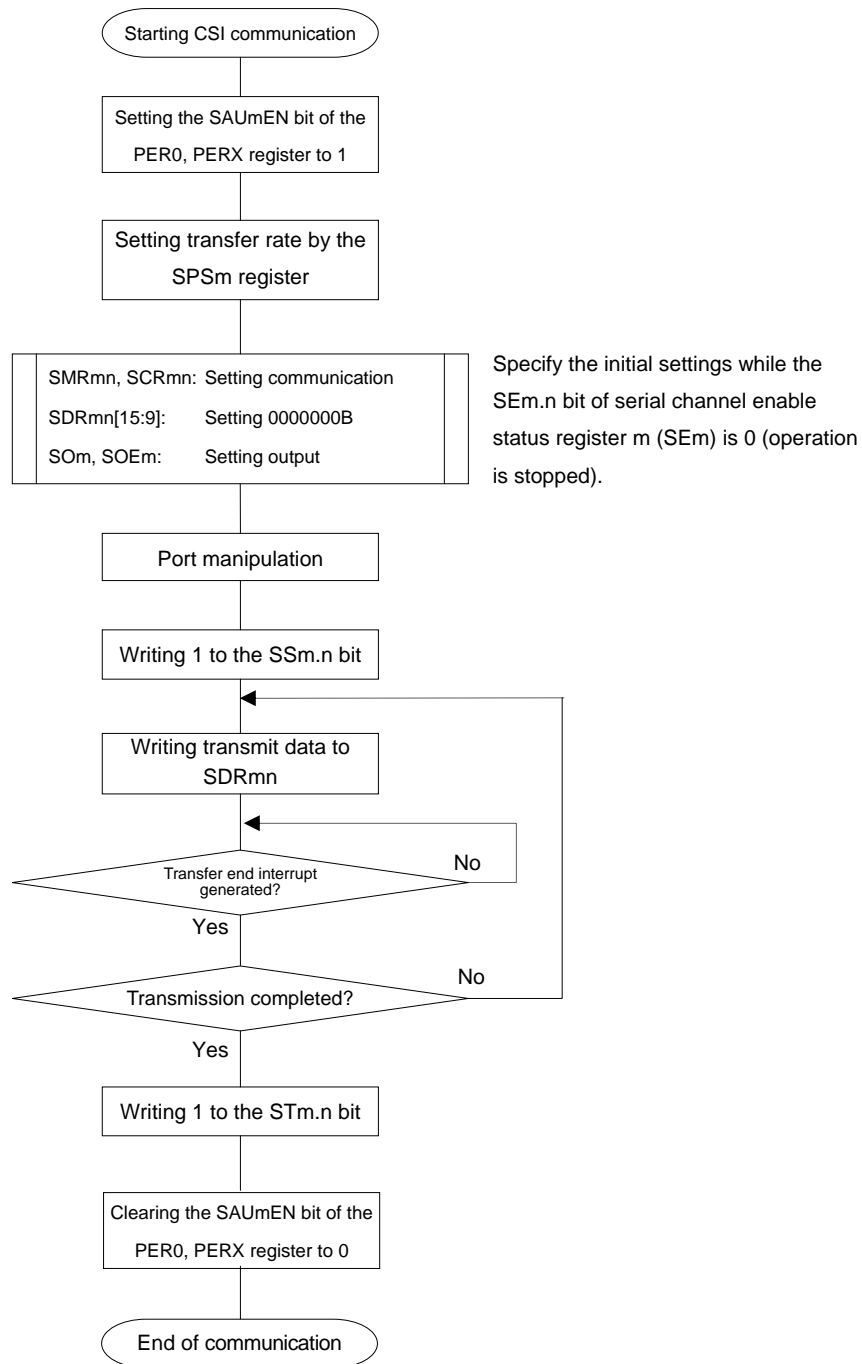 Starting CSI communication
Setting the SAUmEN bit of the
PER0, PERX register to 1
Setting transfer rate by the
SPSm register
SMRmn, SCRmn: Setting communication
SDRmn[15:9]: Setting 0000000B
SOm, SOEm: Setting output
Specify the initial settings while the
SEm.n bit of serial channel enable
status register m (SEm) is 0 (operation
is stopped).
Port manipulation
Writing 1 to the SSm.n bit
Writing transmit data to
SDRmn
Transfer end interrupt
generated?
No
Yes
Transmission completed?
No
Yes
Writing 1 to the STm.n bit
Clearing the SAUmEN bit of the
PER0, PERX register to 0
End of communication